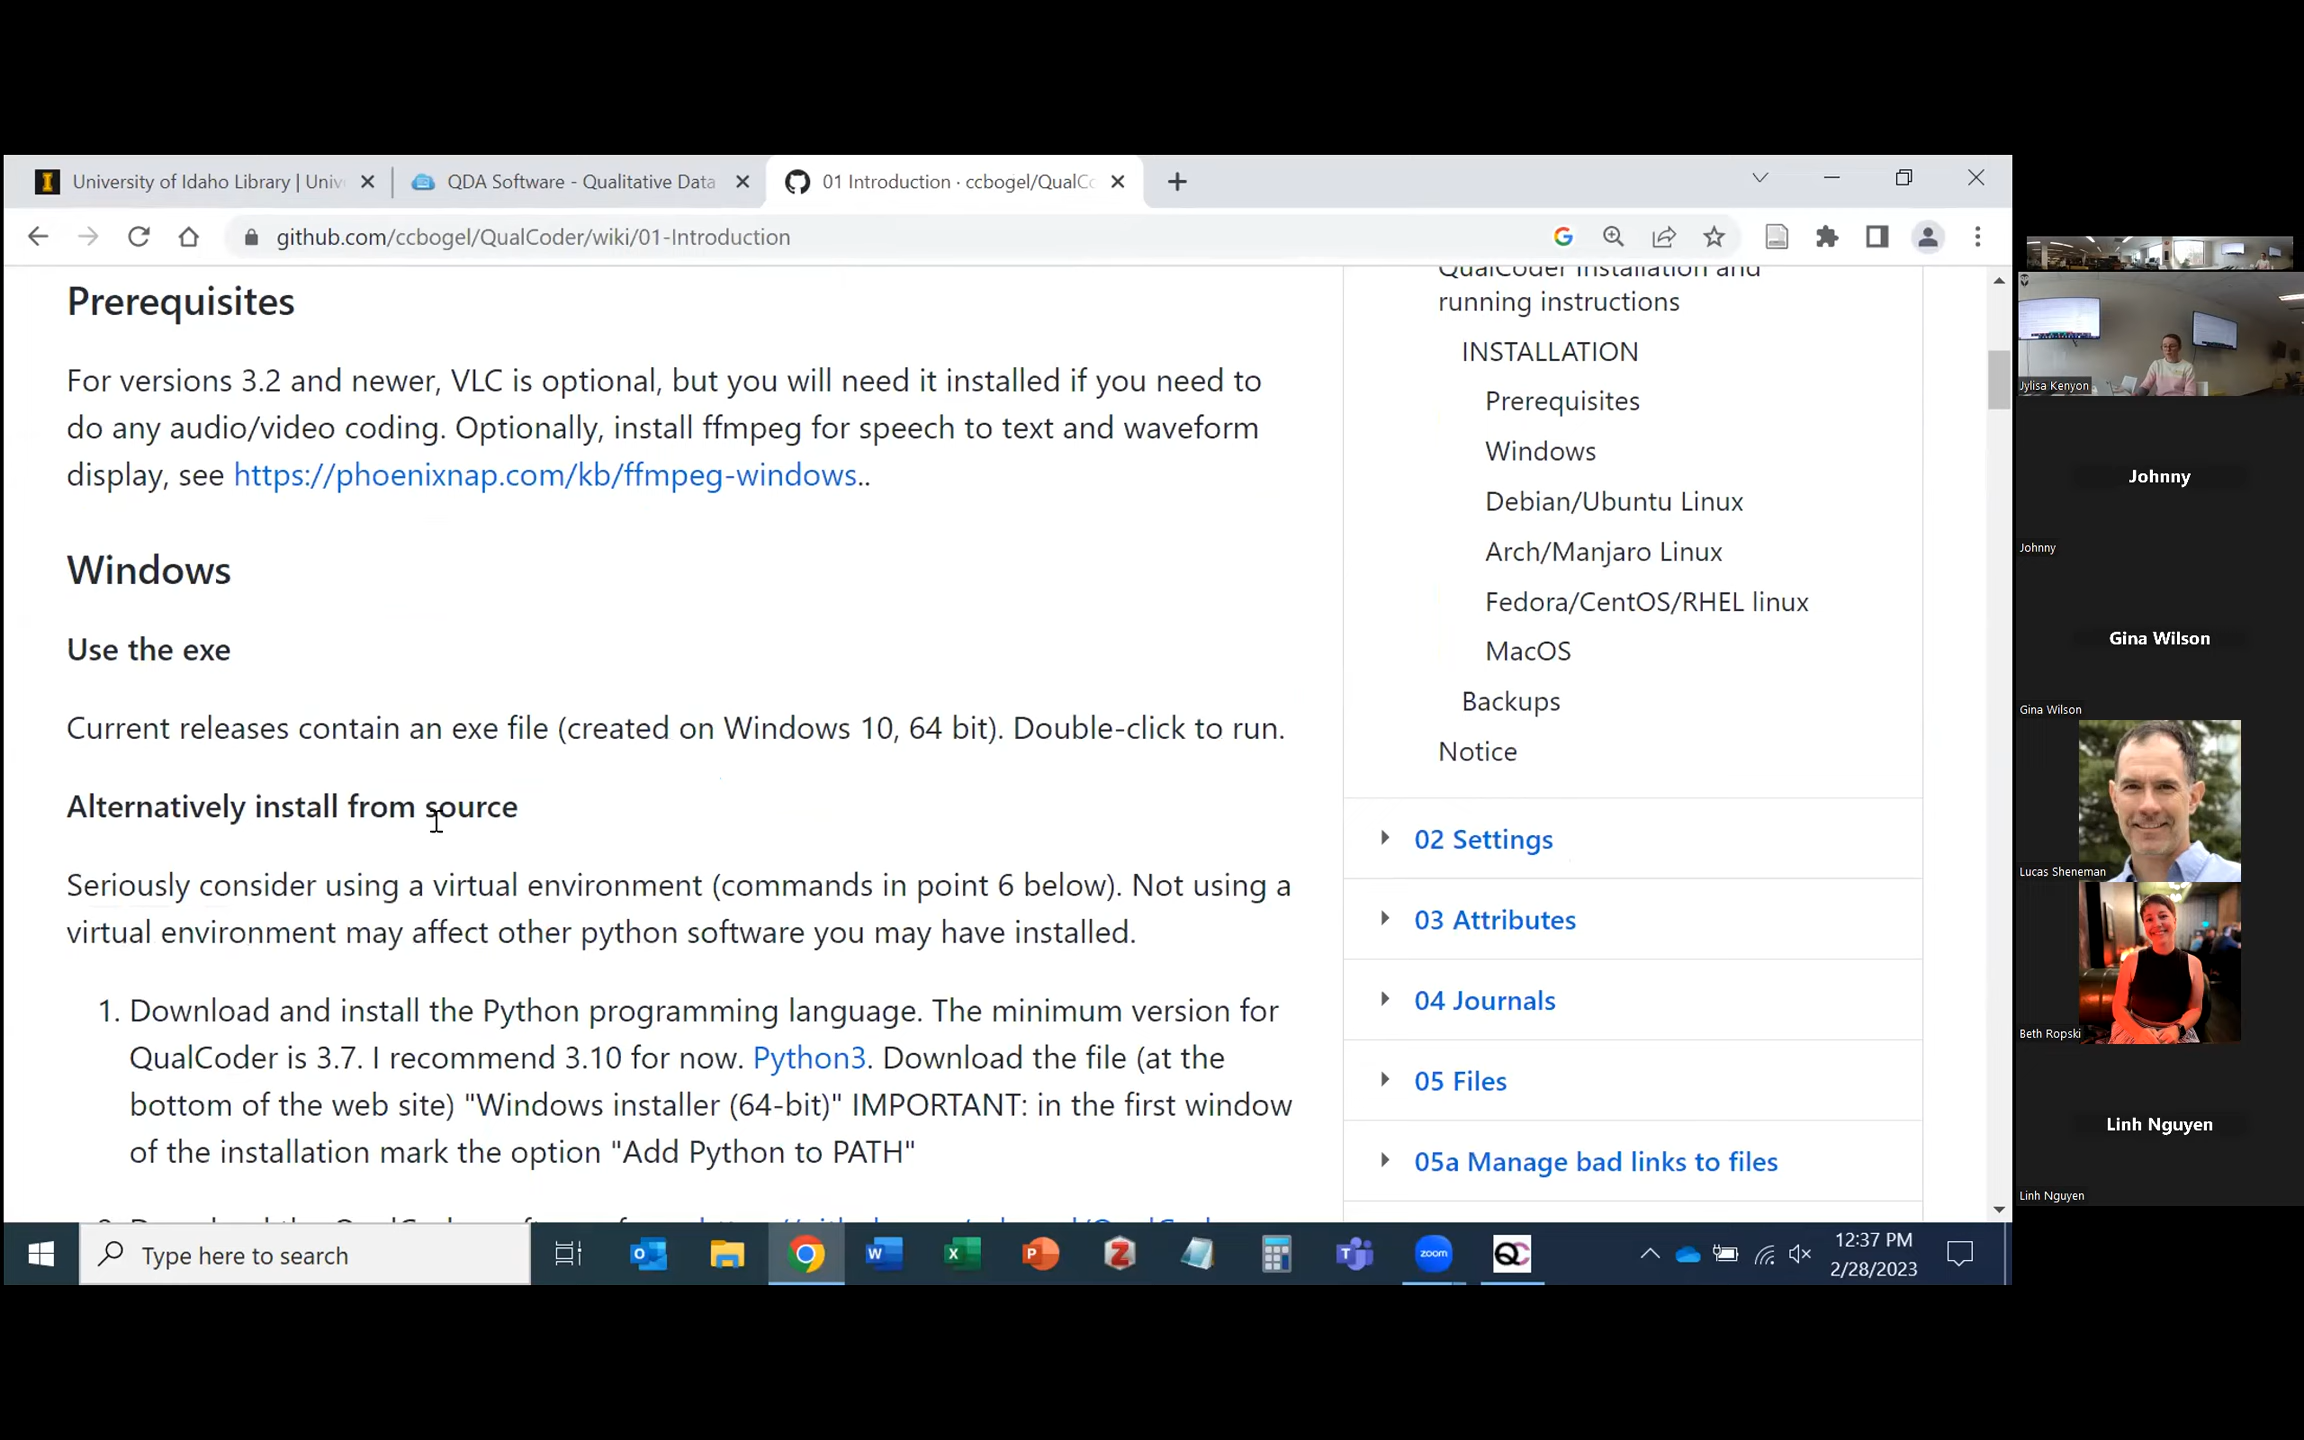 University of Idaho Library | Univ
QDA Software - Qualitative Data
01 Introduction · ccbogel/QualCo
github.com/ccbogel/QualCoder/wiki/01-Introduction
Prerequisites
For versions 3.2 and newer, VLC is optional, but you will need it installed if you need to
do any audio/video coding. Optionally, install ffmpeg for speech to text and waveform
display, see https://phoenixnap.com/kb/ffmpeg-windows..
Windows
Use the exe
Current releases contain an exe file (created on Windows 10, 64 bit). Double-click to run.
Alternatively install from source
Seriously consider using a virtual environment (commands in point 6 below). Not using a
virtual environment may affect other python software you may have installed.
1. Download and install the Python programming language. The minimum version for
QualCoder is 3.7. I recommend 3.10 for now. Python3. Download the file (at the
bottom of the web site) "Windows installer (64-bit)" IMPORTANT: in the first window
of the installation mark the option "Add Python to PATH"
QualCoder installation and
running instructions
INSTALLATION
Prerequisites
Windows
Debian/Ubuntu Linux
Arch/Manjaro Linux
Fedora/CentOS/RHEL linux
MacOS
Backups
Notice
02 Settings
03 Attributes
04 Journals
05 Files
05a Manage bad links to files
Type here to search
zoom
QC
12:37 PM
2/28/2023
Jylisa Kenyon
Johnny
Johnny
Gina Wilson
Gina Wilson
Lucas Sheneman
Beth Ropski
Linh Nguyen
Linh Nguyen